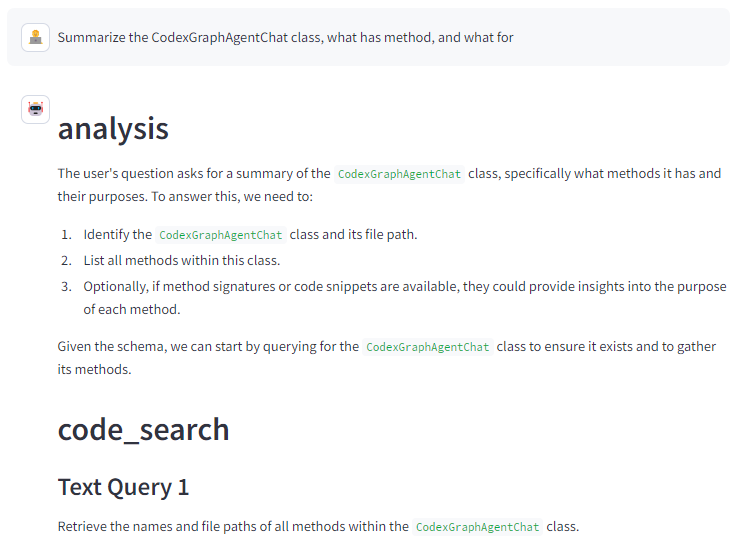 Summarize the CodexGraphAgentChat class, what has method, and what for
analysis
The user's question asks for a summary of the CodexGraphAgentChat class, specifically what methods it has and
their purposes. To answer this, we need to:
1. Identify the CodexGraphAgentChat class and its file path.
2. List all methods within this class.
3. Optionally, if method signatures or code snippets are available, they could provide insights into the purpose
of each method.
Given the schema, we can start by querying for the CodexGraphAgentChat class to ensure it exists and to gather
its methods.
code_search
Text Query 1
Retrieve the names and file paths of all methods within the CodexGraphAgentChat class.